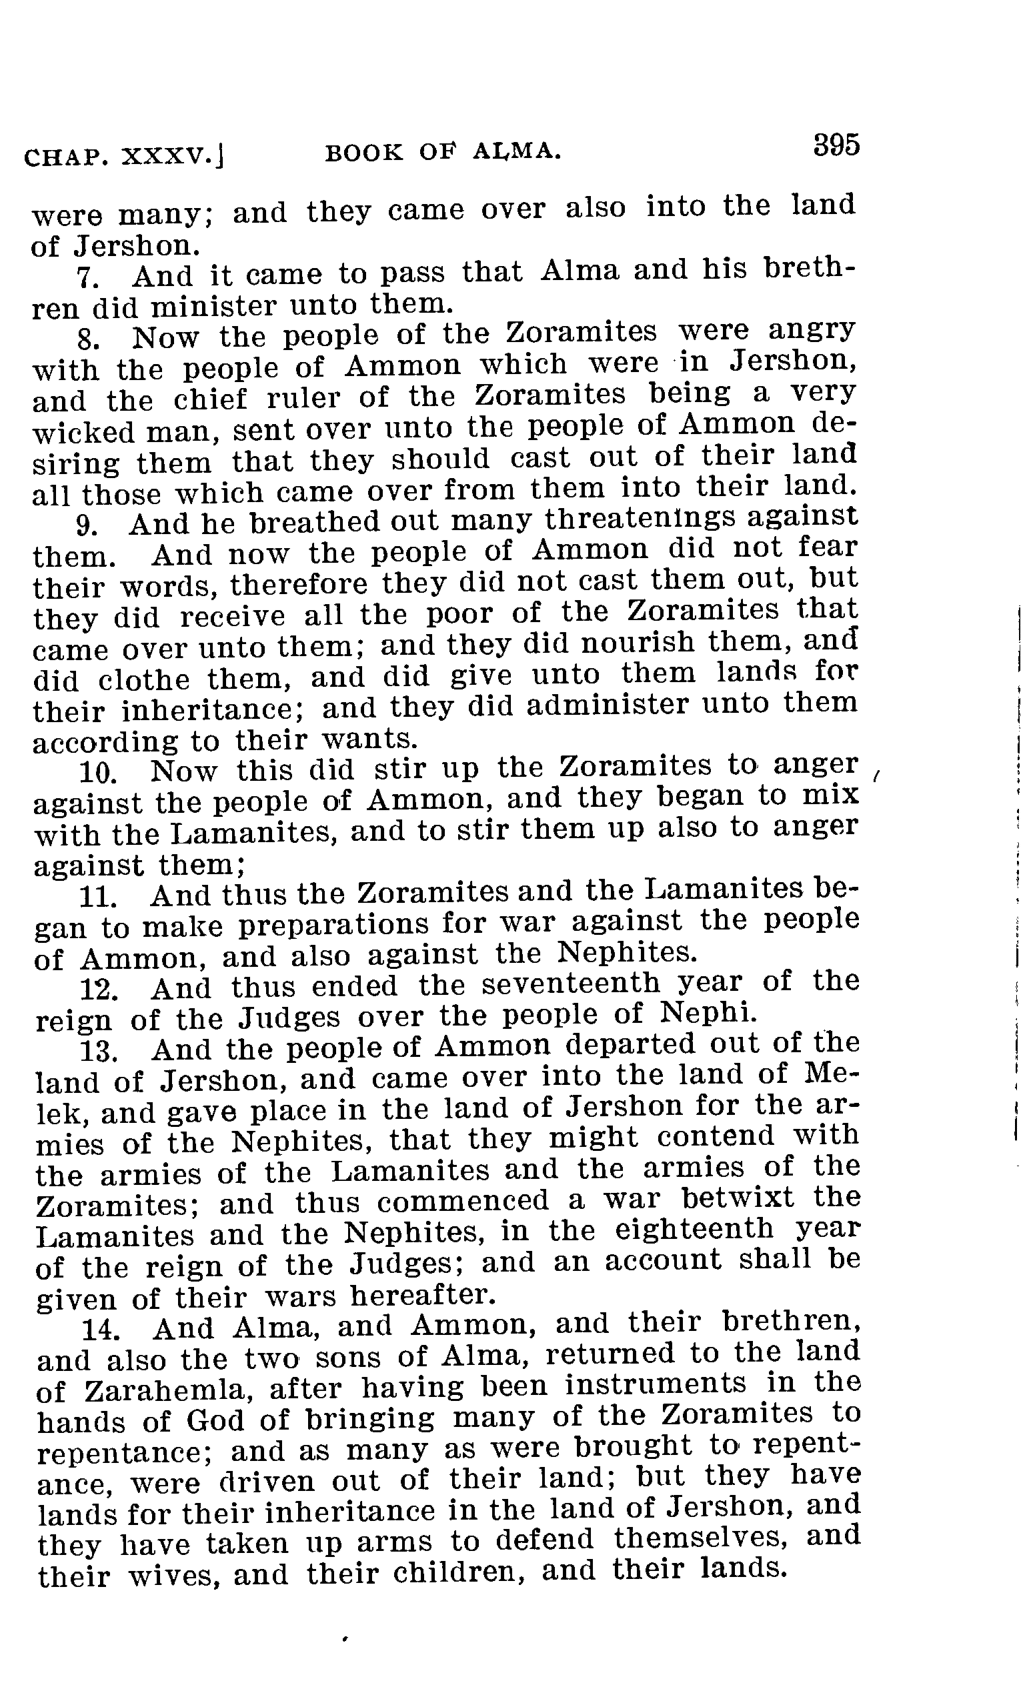 CHAP. XXXV.] BOOK OF ALMA. 395
were many; and they came over also into the land
of Jershon.
7. And it came to pass that Alma and his breth-
ren did minister unto them.
8. Now the people of the Zoramites were angry
with the people of Ammon which were in Jershon,
and the chief ruler of the Zoramites being a very
wicked man, sent over unto the people of Ammon de-
siring them that they should cast out of their land
all those which came over from them into their land.
9. And he breathed out many threatenings against
them. And now the people of Ammon did not fear
their words, therefore they did not cast them out, but
they did receive all the poor of the Zoramites that
came over unto them; and they did nourish them, and
did clothe them, and did give unto them lands for
their inheritance; and they did administer unto them
according to their wants.
10. Now this did stir up the Zoramites to anger
against the people of Ammon, and they began to mix
with the Lamanites, and to stir them up also to anger
against them;
11. And thus the Zoramites and the Lamanites be-
gan to make preparations for war against the people
of Ammon, and also against the Nephites.
12. And thus ended the seventeenth year of the
reign of the Judges over the people of Nephi.
13. And the people of Ammon departed out of the
land of Jershon, and came over into the land of Me-
lek, and gave place in the land of Jershon for the ar-
mies of the Nephites, that they might contend with
the armies of the Lamanites and the armies of the
Zoramites; and thus commenced a war betwixt the
Lamanites and the Nephites, in the eighteenth year
of the reign of the Judges; and an account shall be
given of their wars hereafter.
14. And Alma, and Ammon, and their brethren,
and also the two sons of Alma, returned to the land
of Zarahemla, after having been instruments in the
hands of God of bringing many of the Zoramites to
repentance; and as many as were brought to repent-
ance, were driven out of their land; but they have
lands for their inheritance in the land of Jershon, and
they have taken up arms to defend themselves, and
their wives, and their children, and their lands.